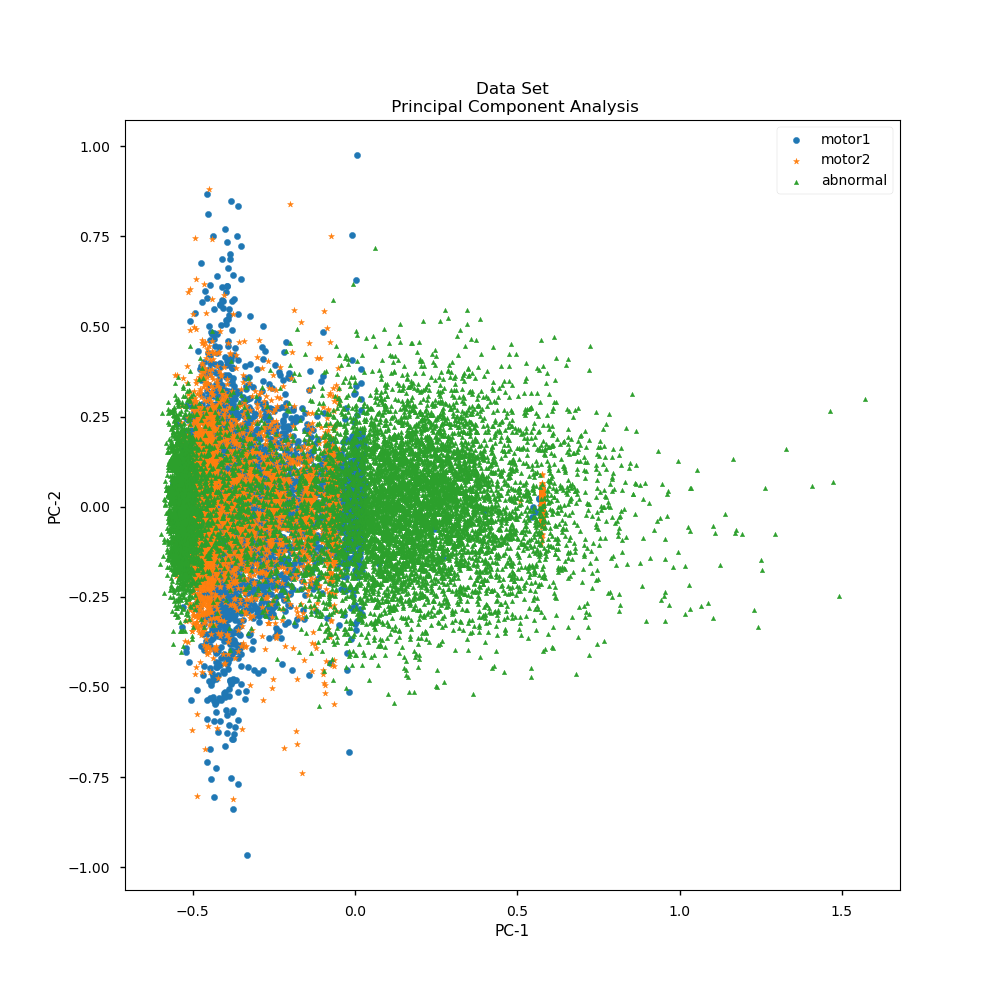 Data Set
Principal Component Analysis
motor1
motor2
abnormal
1.00
0.75
0.50
0.25
0.00
−0.25
−0.50
−0.75
−1.00
PC-2
−0.5
0.0
0.5
1.0
1.5
PC-1